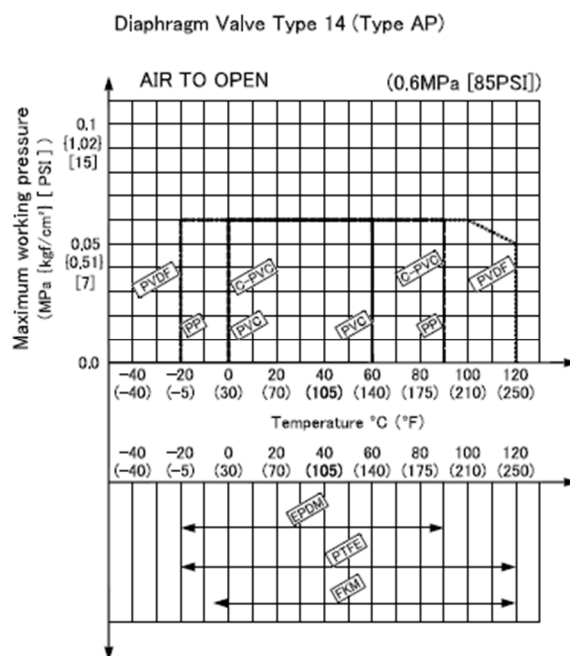 Diaphragm Valve Type 14 (Type AP)
AIR TO OPEN (0.6MPa [85PSI])
Maximum working pressure
(MPa {kgf/cm²} [PSI])
0.1
{1.02}
[15]
0.05
{0.51}
[7]
0.0
PVDF
C-PVC
C-PVC
PVDF
PP
PVC
PVC
PP
-40 -20 0 20 40 60 80 100 120
(-40) (-5) (30) (70) (105) (140) (175) (210) (250)
Temperature °C (°F)
-40 -20 0 20 40 60 80 100 120
(-40) (-5) (30) (70) (105) (140) (175) (210) (250)
EPDM
PTFE
FKM